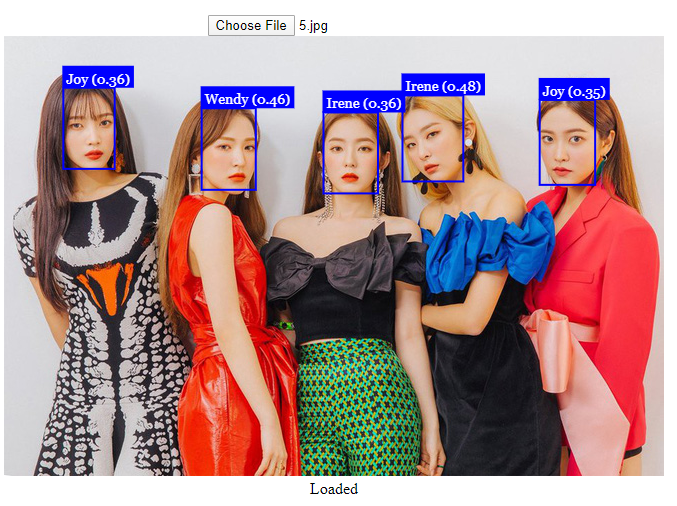 Choose File 5.jpg
Joy (0.36)
Wendy (0.46)
Irene (0.36)
Irene (0.48)
Joy (0.35)
Loaded